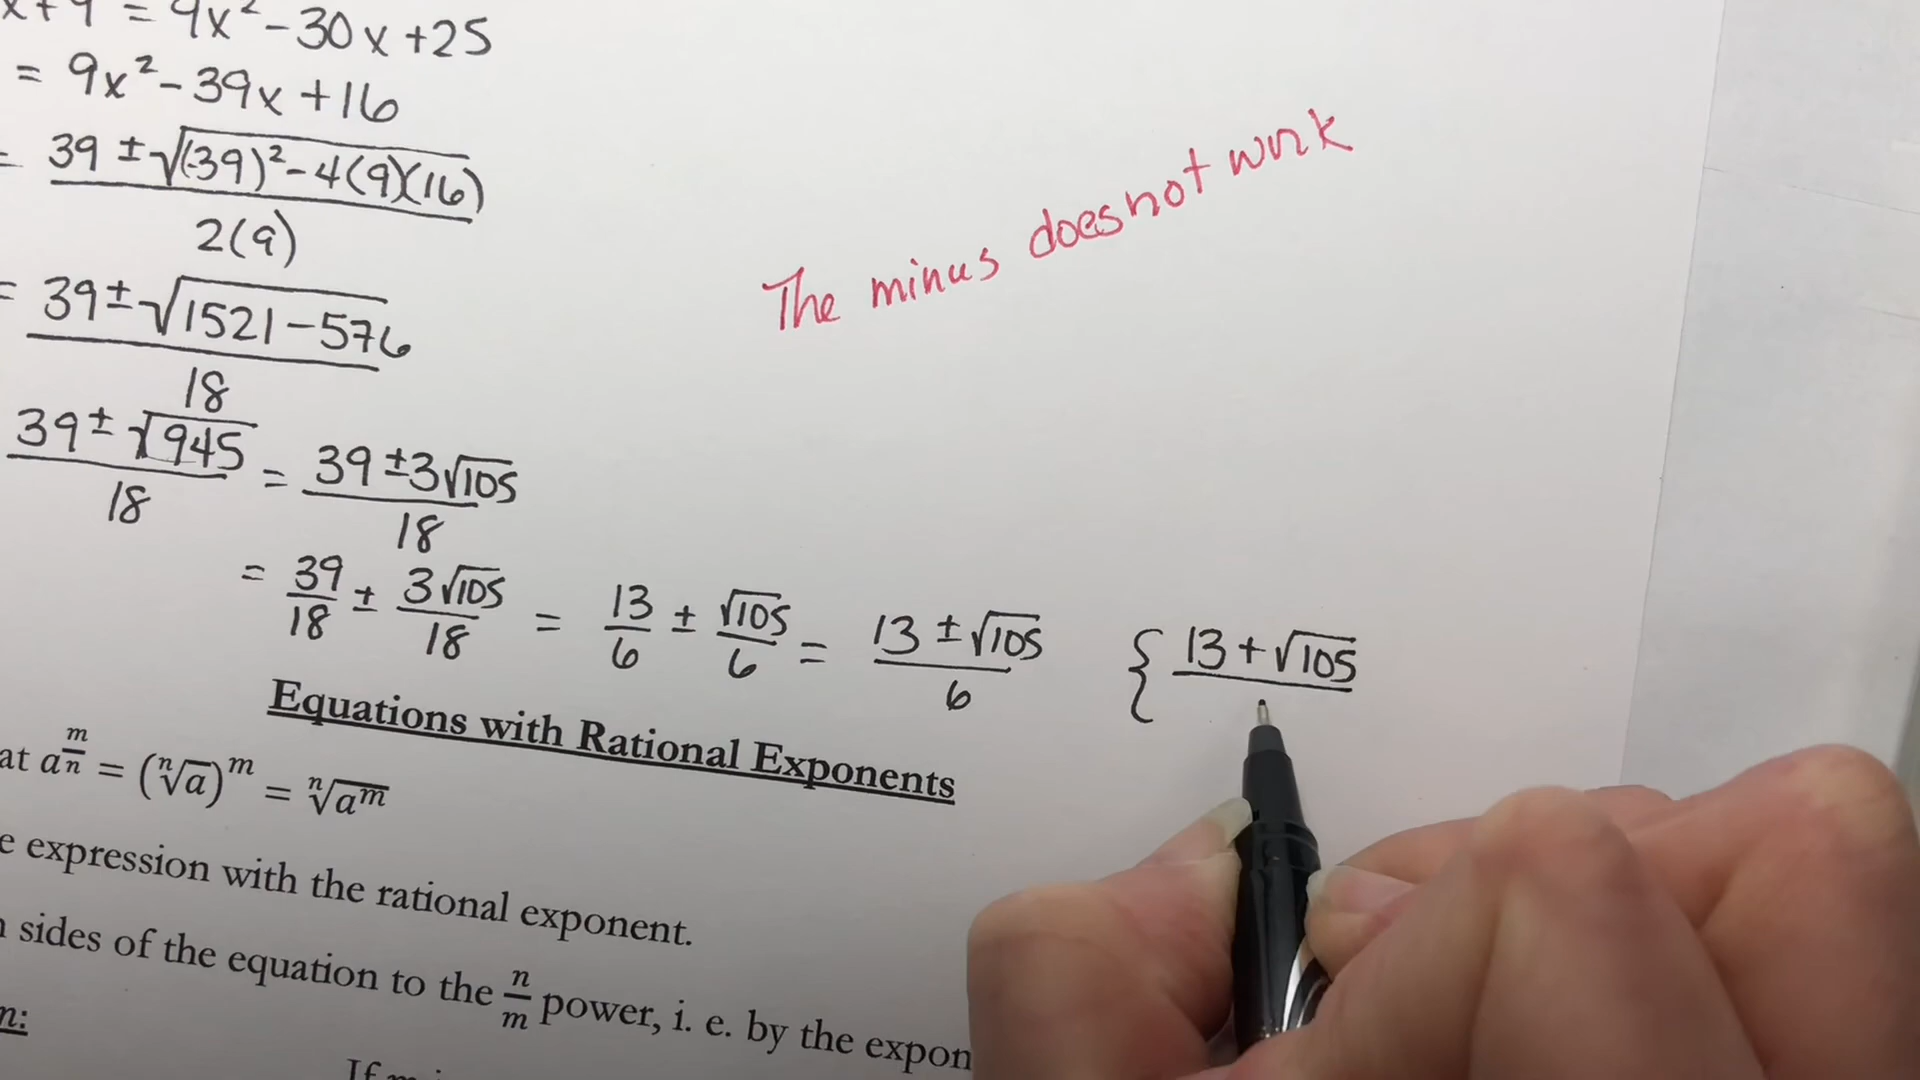 x+9 = 9x² - 30x + 25
= 9x² - 39x + 16
= 39 ± √(-39)² - 4(9)(16)
2(9)
= 39 ± √1521 - 576
18
39 ± √945 / 18 = 39 ± 3√105 / 18
= 39/18 ± 3√105/18 = 13/6 ± √105/6 = 13 ± √105 / 6 { 13 + √105
The minus does not work
Equations with Rational Exponents
at a^(m/n) = (ⁿ√a)^m = ⁿ√a^m
e expression with the rational exponent.
sides of the equation to the n/m power, i. e. by the expon
n:
If